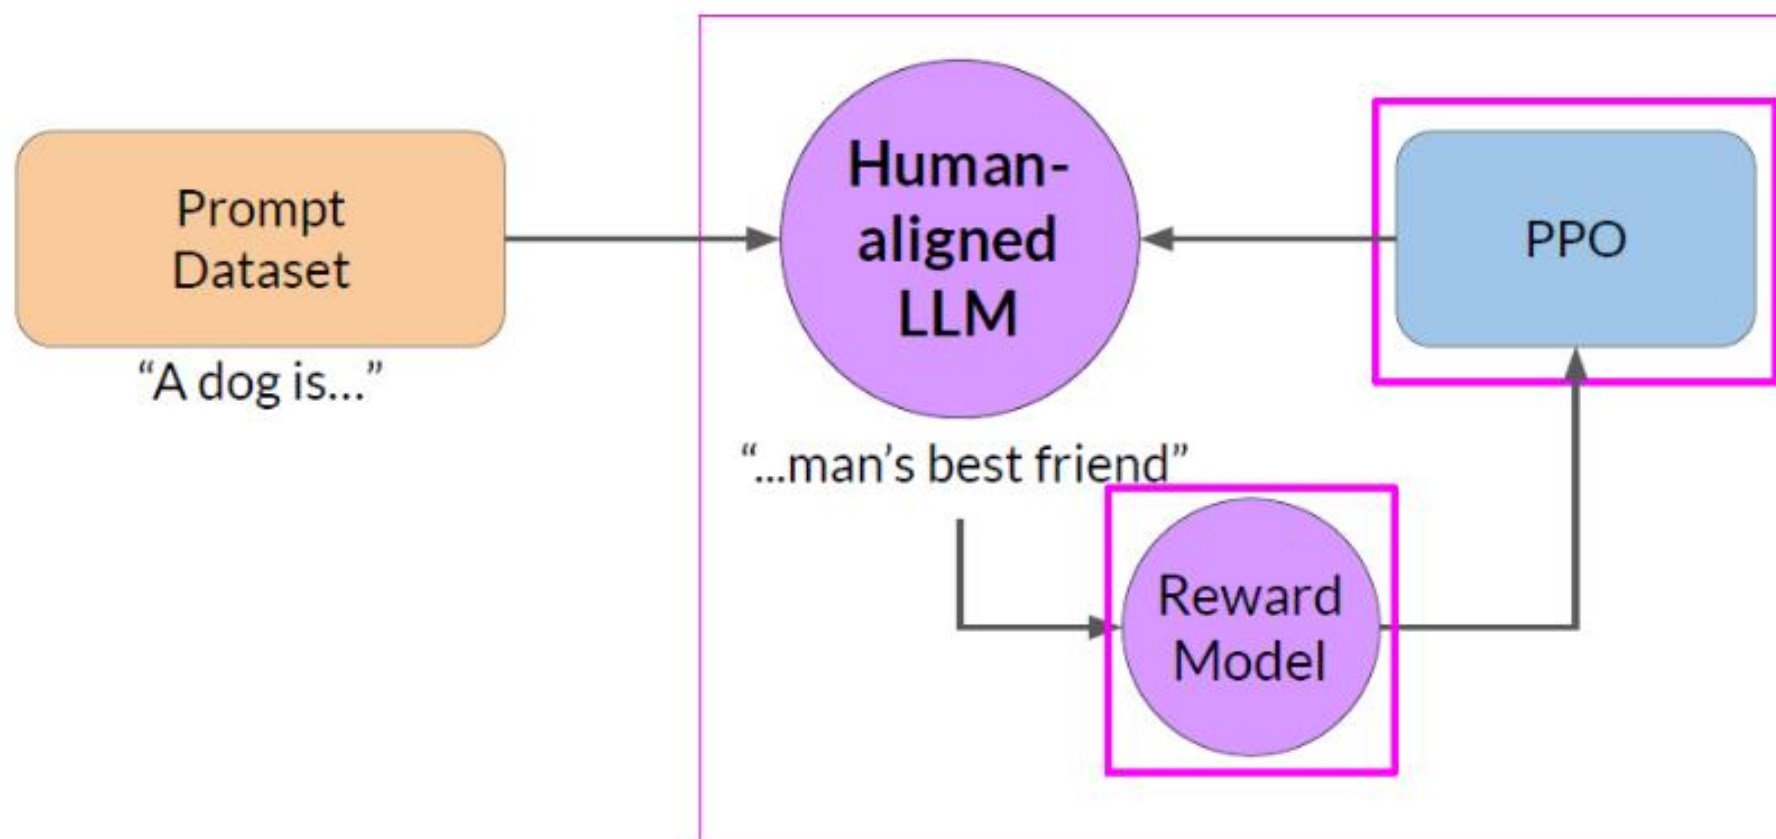 Prompt
Dataset
“A dog is...”
Human-
aligned
LLM
“...man’s best friend”
PPO
Reward
Model